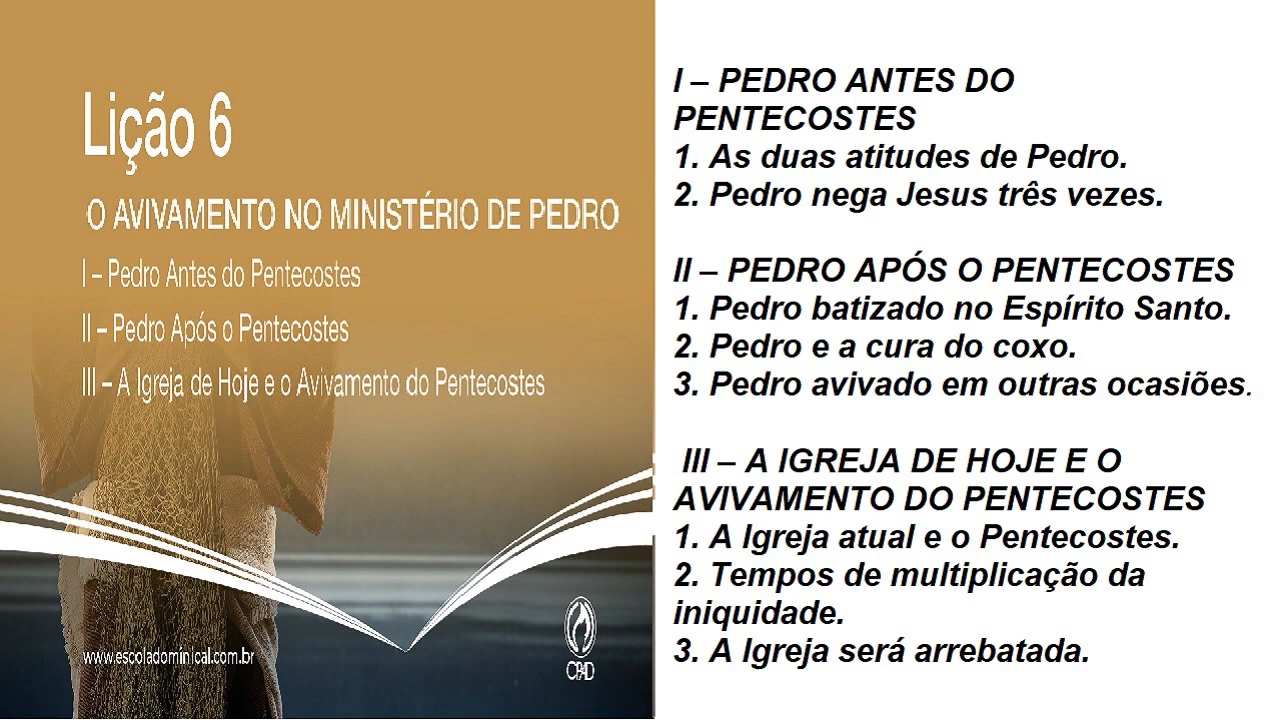 Lição 6
O AVIVAMENTO NO MINISTÉRIO DE PEDRO
I – Pedro Antes do Pentecostes
II – Pedro Após o Pentecostes
III – A Igreja de Hoje e o Avivamento do Pentecostes
www.escoladominical.com.br
CPAD
I – PEDRO ANTES DO
PENTECOSTES
1. As duas atitudes de Pedro.
2. Pedro nega Jesus três vezes.
II – PEDRO APÓS O PENTECOSTES
1. Pedro batizado no Espírito Santo.
2. Pedro e a cura do coxo.
3. Pedro avivado em outras ocasiões.
III – A IGREJA DE HOJE E O
AVIVAMENTO DO PENTECOSTES
1. A Igreja atual e o Pentecostes.
2. Tempos de multiplicação da
iniquidade.
3. A Igreja será arrebatada.